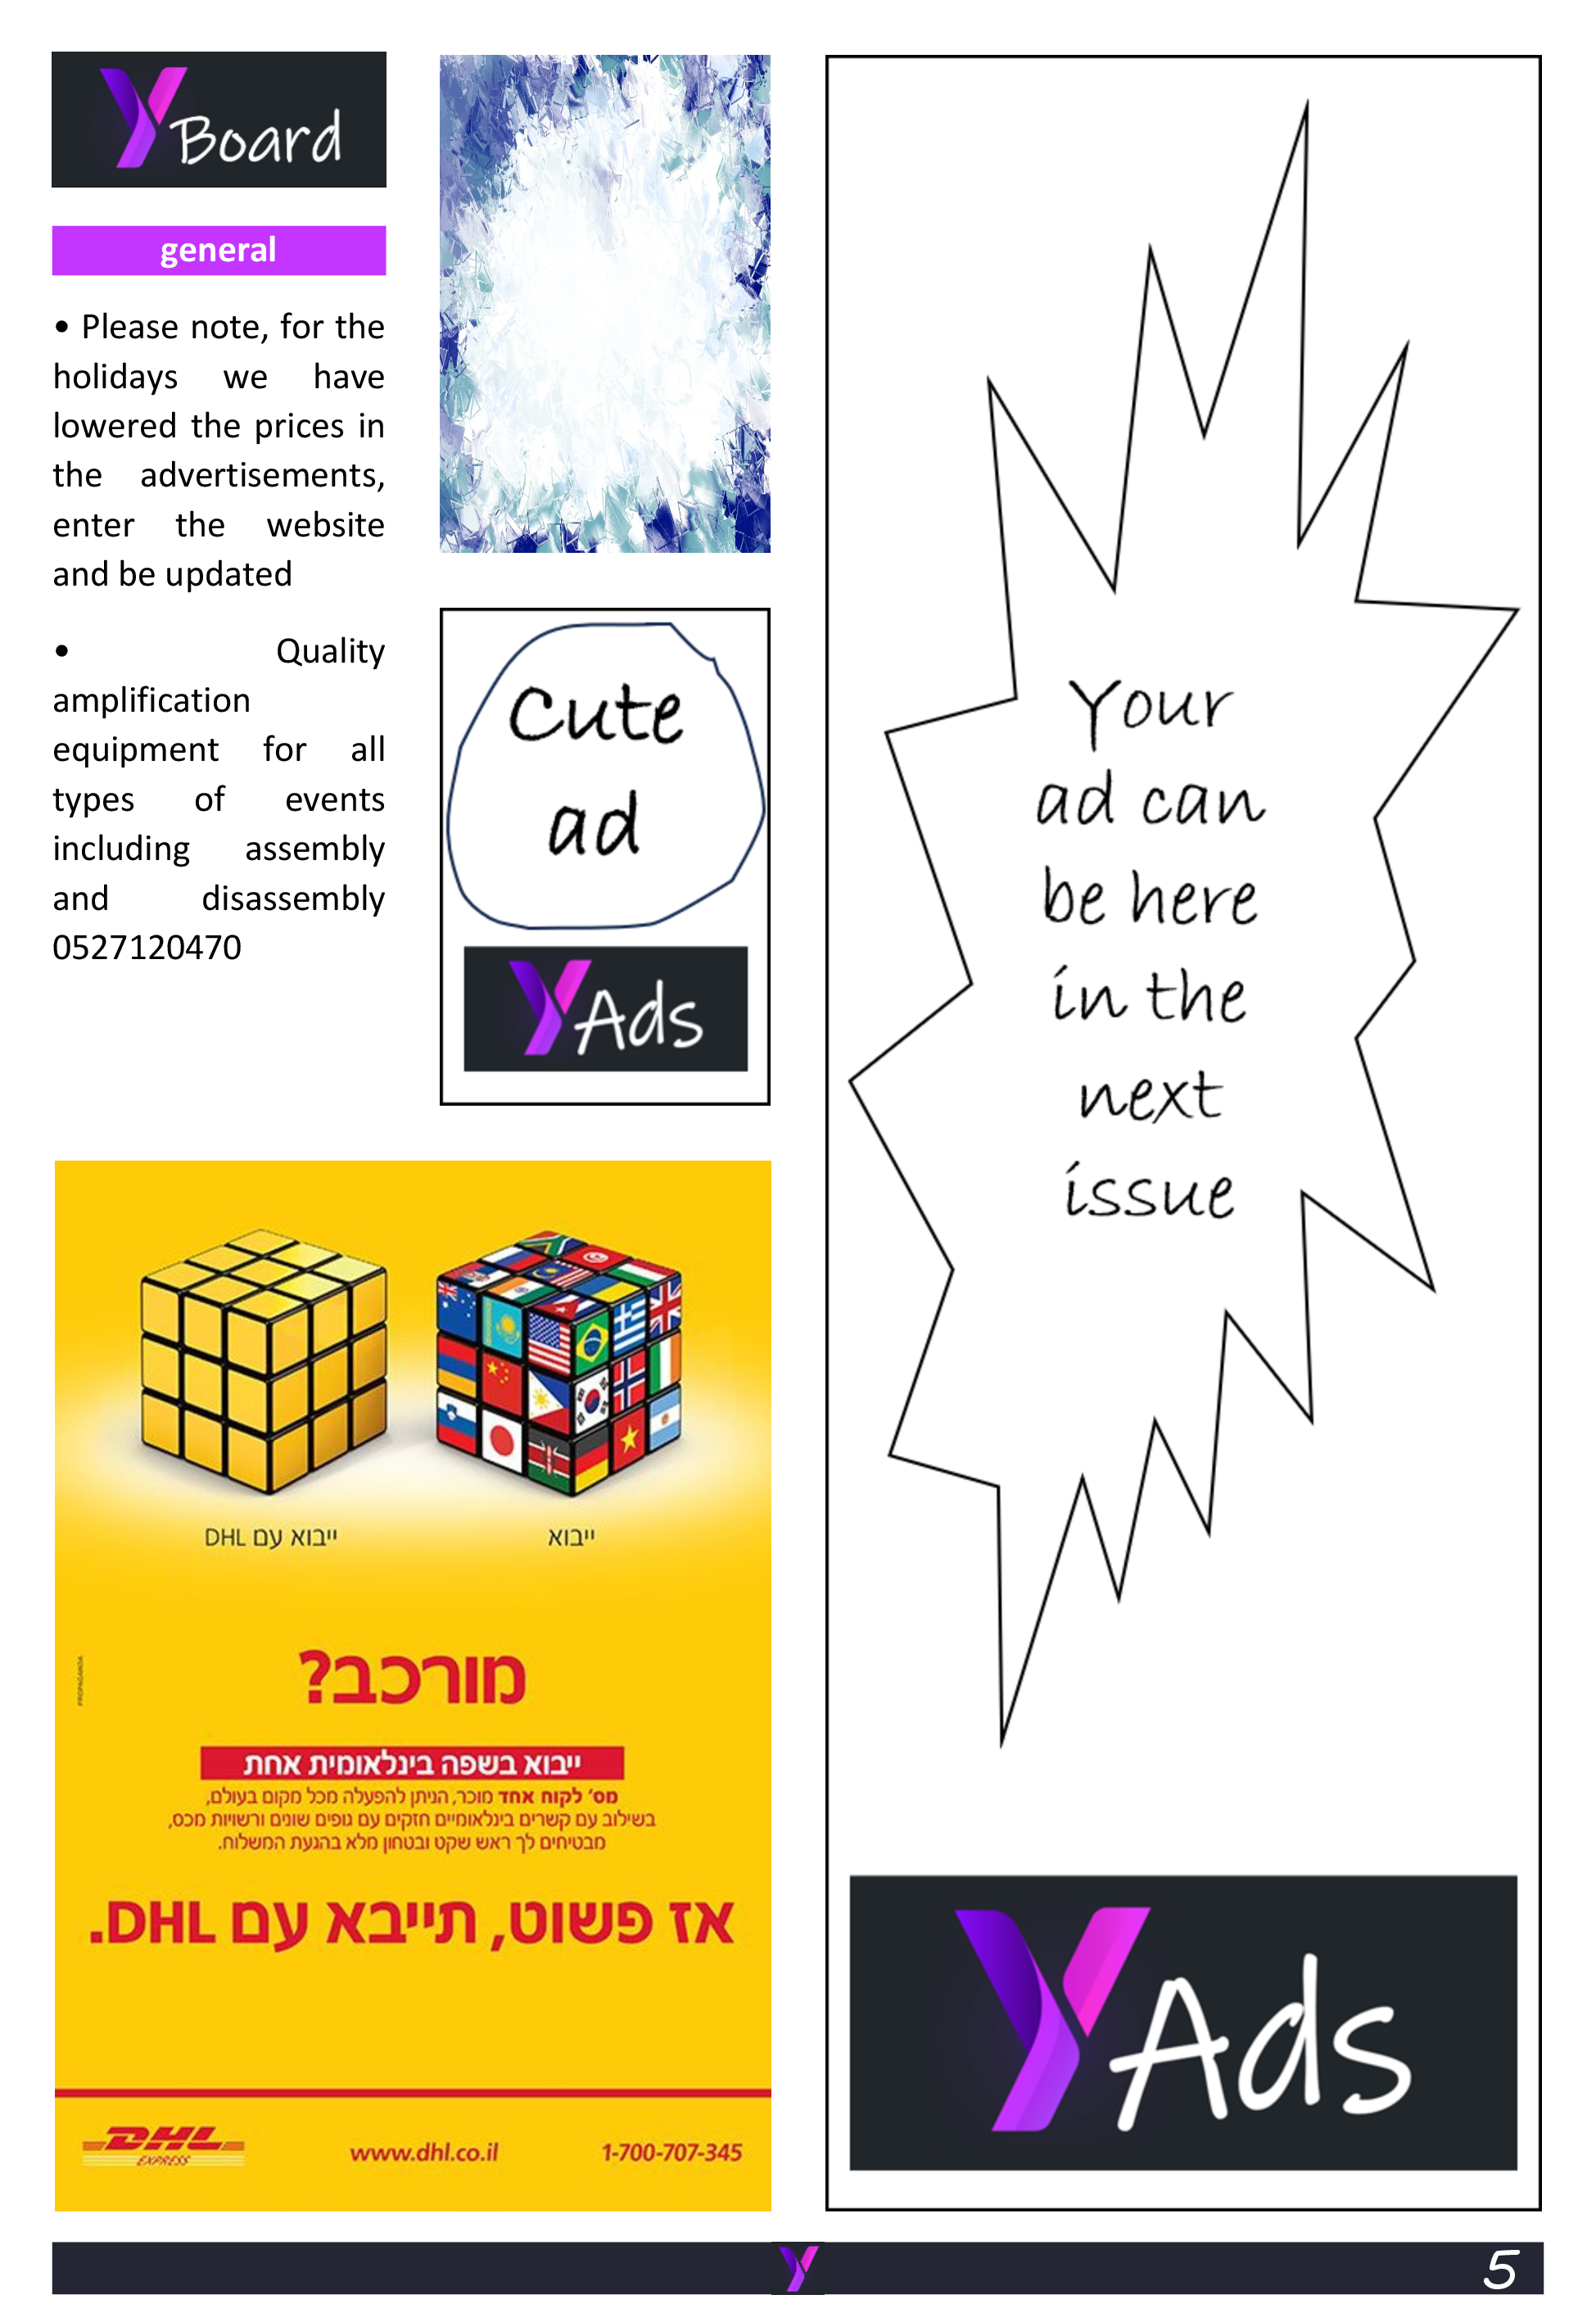 YBoard
general
• Please note, for the
holidays we have
lowered the prices in
the advertisements,
enter the website
and be updated
• Quality
amplification
equipment for all
types of events
including assembly
and disassembly
0527120470
Cute
ad
YAds
ייבוא עם DHL
ייבוא
מורכב?
PROPAGANDA
ייבוא בשפה בינלאומית אחת
מס׳ לקוח אחד מוכר, הניתן להפעלה מכל מקום בעולם,
בשילוב עם קשרים בינלאומיים חזקים עם גופים שונים ורשויות מכס,
מבטיחים לך ראש שקט ובטחון מלא בהגעת המשלוח.
אז פשוט, תייבא עם DHL.
DHL
EXPRESS
www.dhl.co.il
1-700-707-345
Your
ad can
be here
in the
next
issue
YAds
Y
5